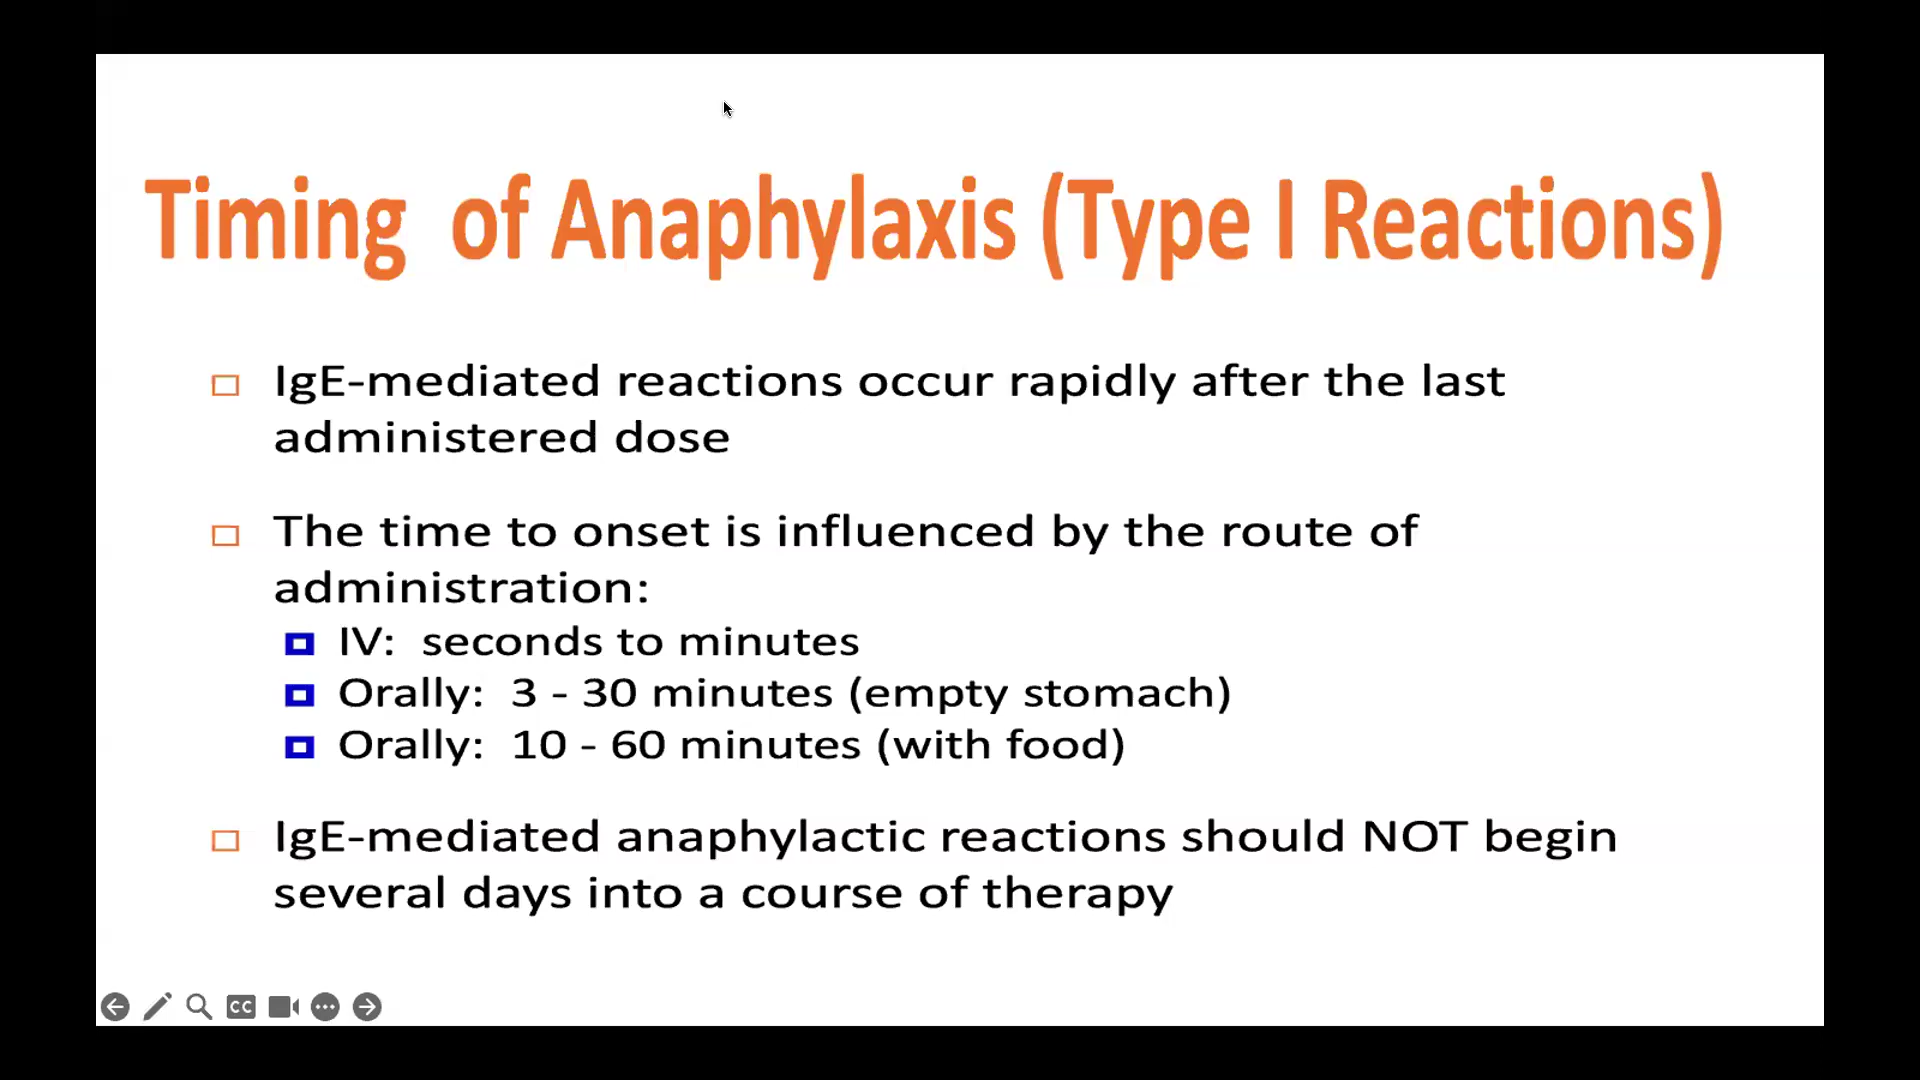 Timing of Anaphylaxis (Type I Reactions)
IgE-mediated reactions occur rapidly after the last
administered dose
The time to onset is influenced by the route of
administration:
IV: seconds to minutes
Orally: 3 - 30 minutes (empty stomach)
Orally: 10 - 60 minutes (with food)
IgE-mediated anaphylactic reactions should NOT begin
several days into a course of therapy
CC